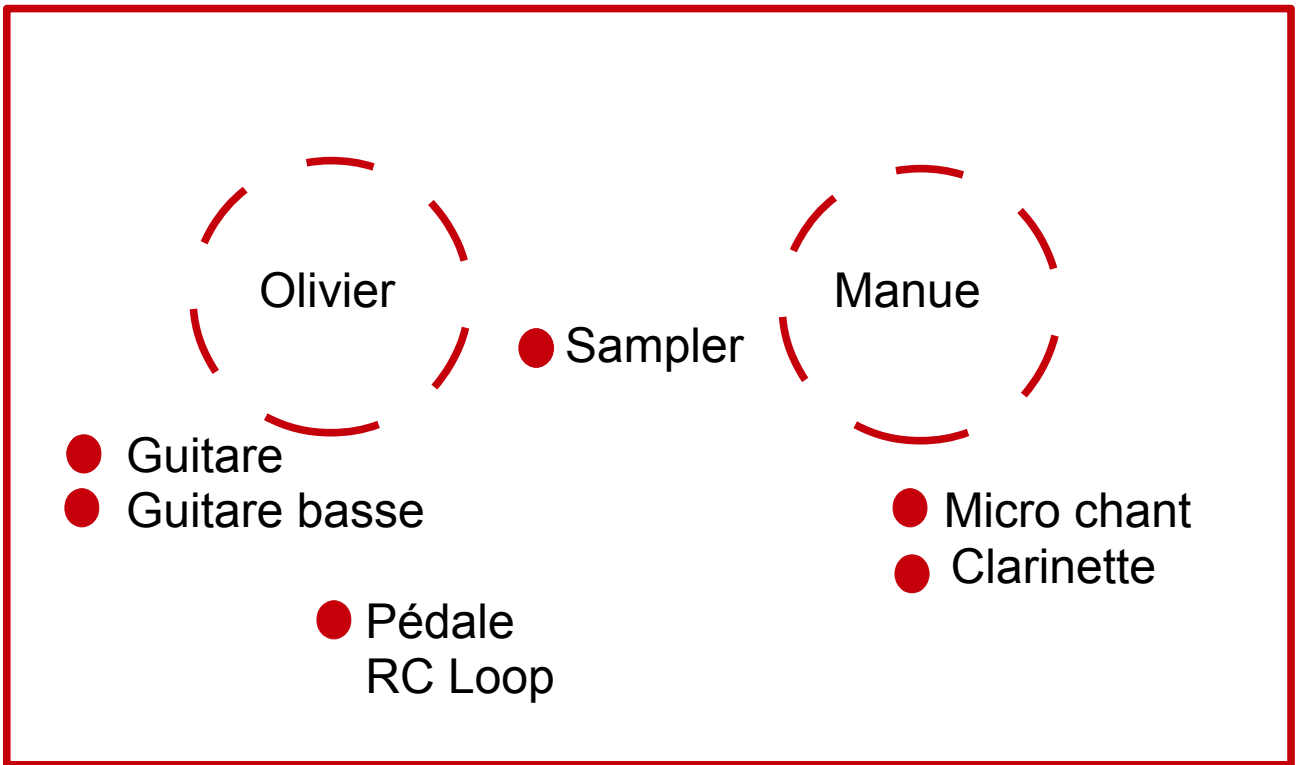 Olivier
Manue
Sampler
Guitare
Guitare basse
Micro chant
Clarinette
Pédale
RC Loop